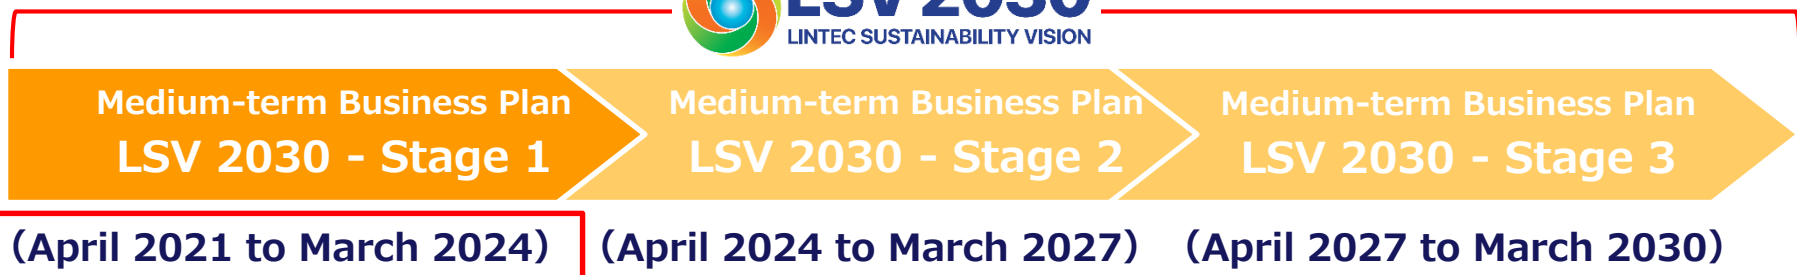 LSV 2030
LINTEC SUSTAINABILITY VISION
Medium-term Business Plan
LSV 2030 - Stage 1
(April 2021 to March 2024)
Medium-term Business Plan
LSV 2030 - Stage 2
(April 2024 to March 2027)
Medium-term Business Plan
LSV 2030 - Stage 3
(April 2027 to March 2030)